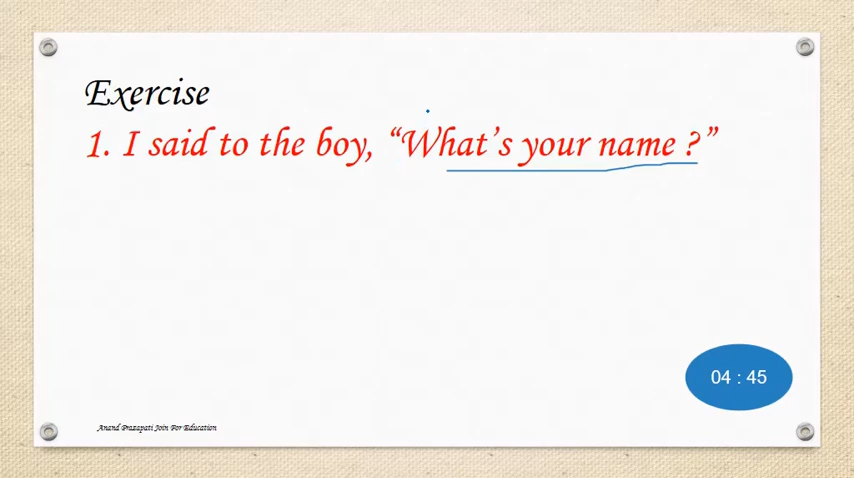 Exercise
1. I said to the boy, “What’s your name ?”
04 : 45
Anand Prazapati Join For Education